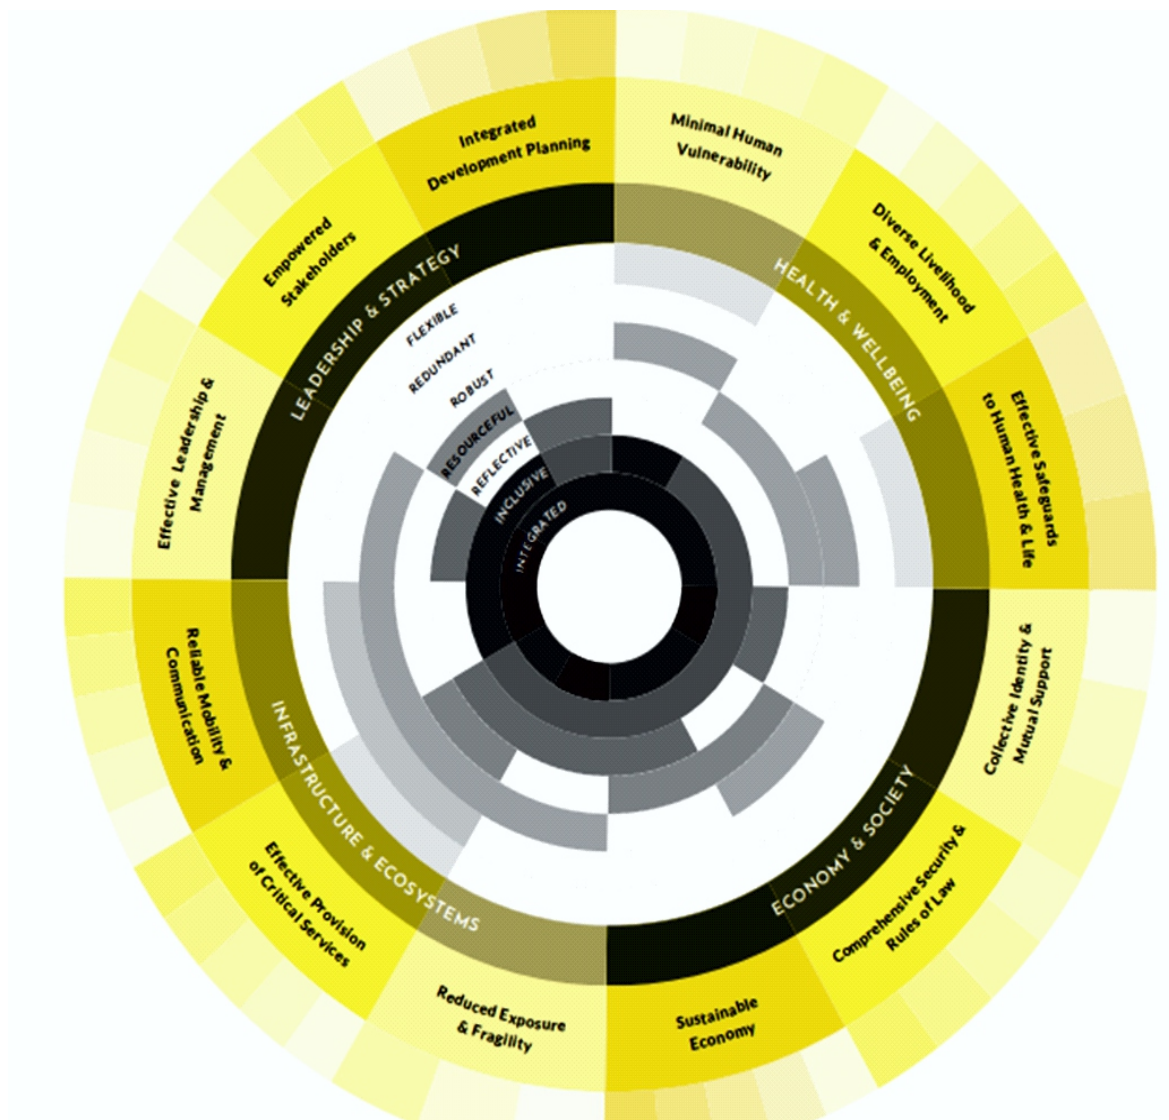 Integrated
Development Planning
Minimal Human
Vulnerability
Diverse Livelihood
& Employment
Effective Safeguards
to Human Health & Life
Collective Identity &
Mutual Support
Comprehensive Security &
Rules of Law
Sustainable
Economy
Reduced Exposure
& Fragility
Effective Provision
of Critical Services
Reliable Mobility &
Communication
Effective Leadership &
Management
Empowered
Stakeholders
LEADERSHIP & STRATEGY
HEALTH & WELLBEING
ECONOMY & SOCIETY
INFRASTRUCTURE & ECOSYSTEMS
FLEXIBLE
REDUNDANT
ROBUST
RESOURCEFUL
REFLECTIVE
INCLUSIVE
INTEGRATED